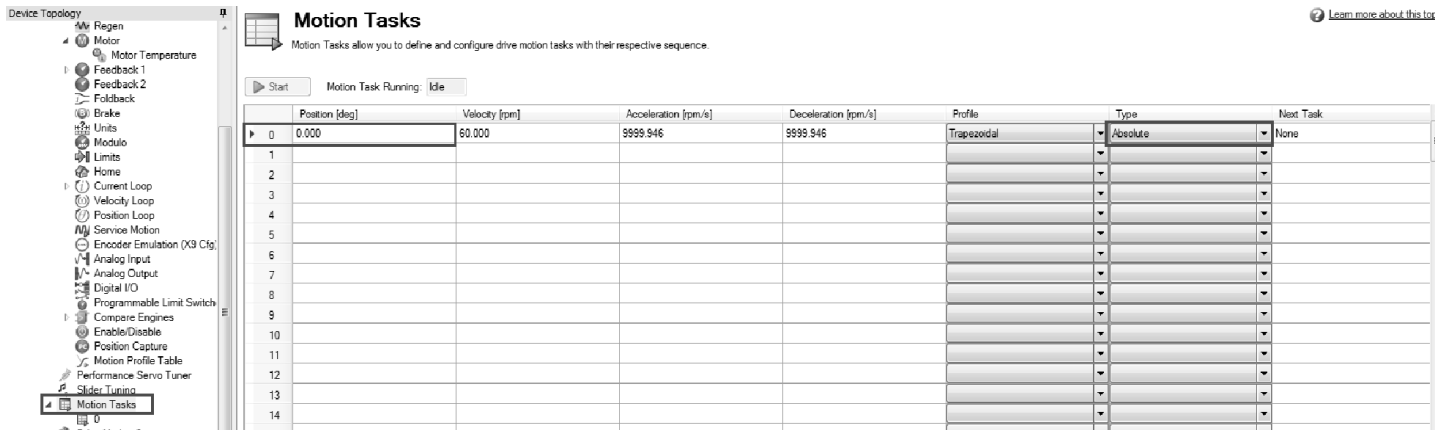 Device Topology
Regen
Motor
Motor Temperature
Feedback 1
Feedback 2
Foldback
Brake
Units
Modulo
Limits
Home
Current Loop
Velocity Loop
Position Loop
Service Motion
Encoder Emulation (X9 Cfg)
Analog Input
Analog Output
Digital I/O
Programmable Limit Switch
Compare Engines
Enable/Disable
Position Capture
Motion Profile Table
Performance Servo Tuner
Slider Tuning
Motion Tasks
0
Motion Tasks
Learn more about this top
Motion Tasks allow you to define and configure drive motion tasks with their respective sequence.
Start Motion Task Running: Idle
Position [deg] Velocity [rpm] Acceleration [rpm/s] Deceleration [rpm/s] Profile Type Next Task
0 0.000 60.000 9999.946 9999.946 Trapezoidal Absolute None
1
2
3
4
5
6
7
8
9
10
11
12
13
14